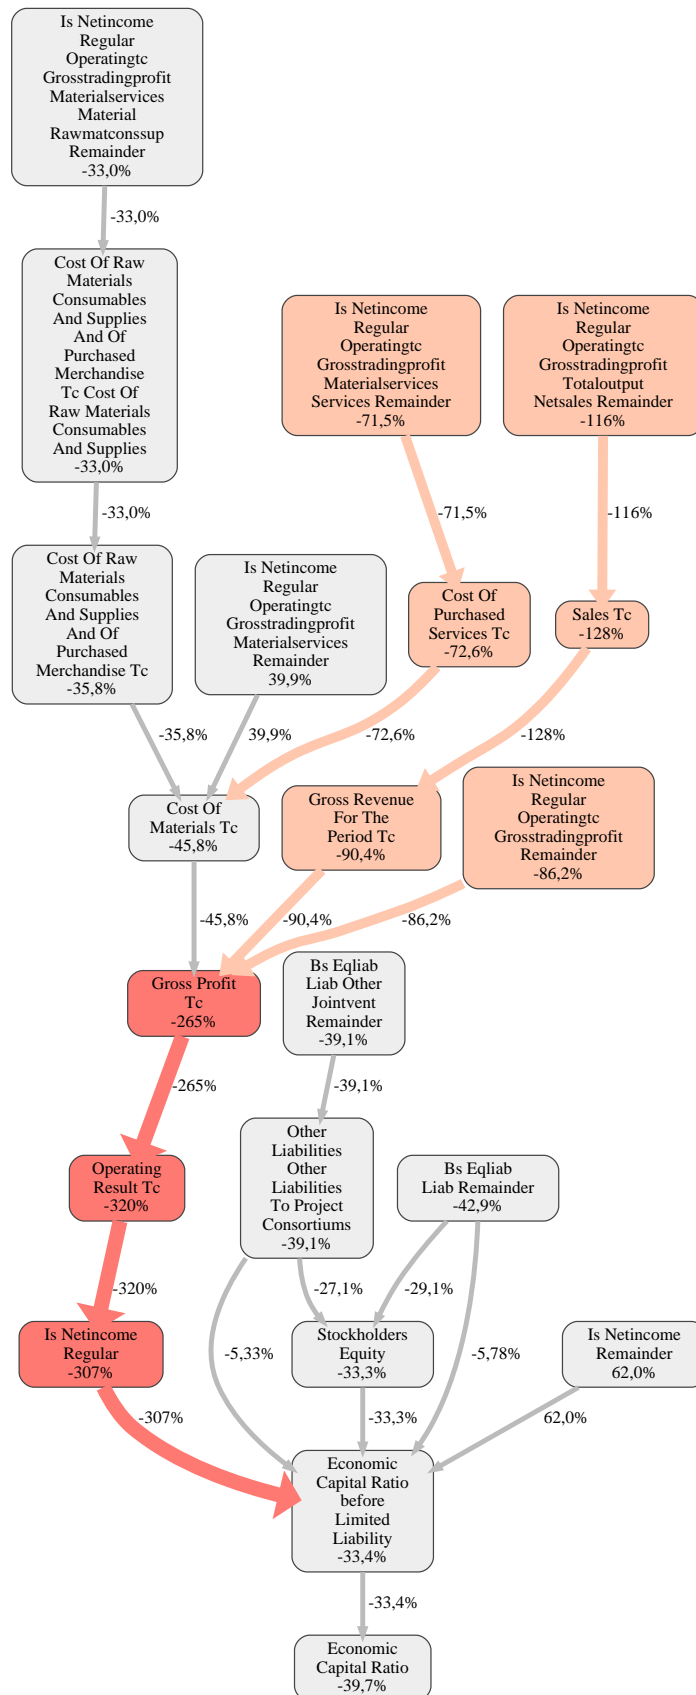 Is Netincome
Regular
Operatingtc
Grosstradingprofit
Materialservices
Material
Rawmatconssup
Remainder
-33,0%
-33,0%
Cost Of Raw
Materials
Consumables
And Supplies
And Of
Purchased
Merchandise
Tc Cost Of
Raw Materials
Consumables
And Supplies
-33,0%
Is Netincome
Regular
Operatingtc
Grosstradingprofit
Materialservices
Services Remainder
-71,5%
Is Netincome
Regular
Operatingtc
Grosstradingprofit
Totaloutput
Netsales Remainder
-116%
-33,0%
-71,5%
-116%
Cost Of Raw
Materials
Consumables
And Supplies
And Of
Purchased
Merchandise Tc
-35,8%
Is Netincome
Regular
Operatingtc
Grosstradingprofit
Materialservices
Remainder
39,9%
Cost Of
Purchased
Services Tc
-72,6%
Sales Tc
-128%
-35,8%
39,9%
-72,6%
-128%
Cost Of
Materials Tc
-45,8%
Gross Revenue
For The
Period Tc
-90,4%
Is Netincome
Regular
Operatingtc
Grosstradingprofit
Remainder
-86,2%
-45,8%
-90,4%
-86,2%
Gross Profit
Tc
-265%
Bs Eqliab
Liab Other
Jointvent
Remainder
-39,1%
-265%
-39,1%
Operating
Result Tc
-320%
Other
Liabilities
Other
Liabilities
To Project
Consortiums
-39,1%
Bs Eqliab
Liab Remainder
-42,9%
-320%
-27,1%
-29,1%
Is Netincome
Regular
-307%
-5,33%
Stockholders
Equity
-33,3%
-5,78%
Is Netincome
Remainder
62,0%
-307%
-33,3%
62,0%
Economic
Capital Ratio
before
Limited
Liability
-33,4%
-33,4%
Economic
Capital Ratio
-39,7%